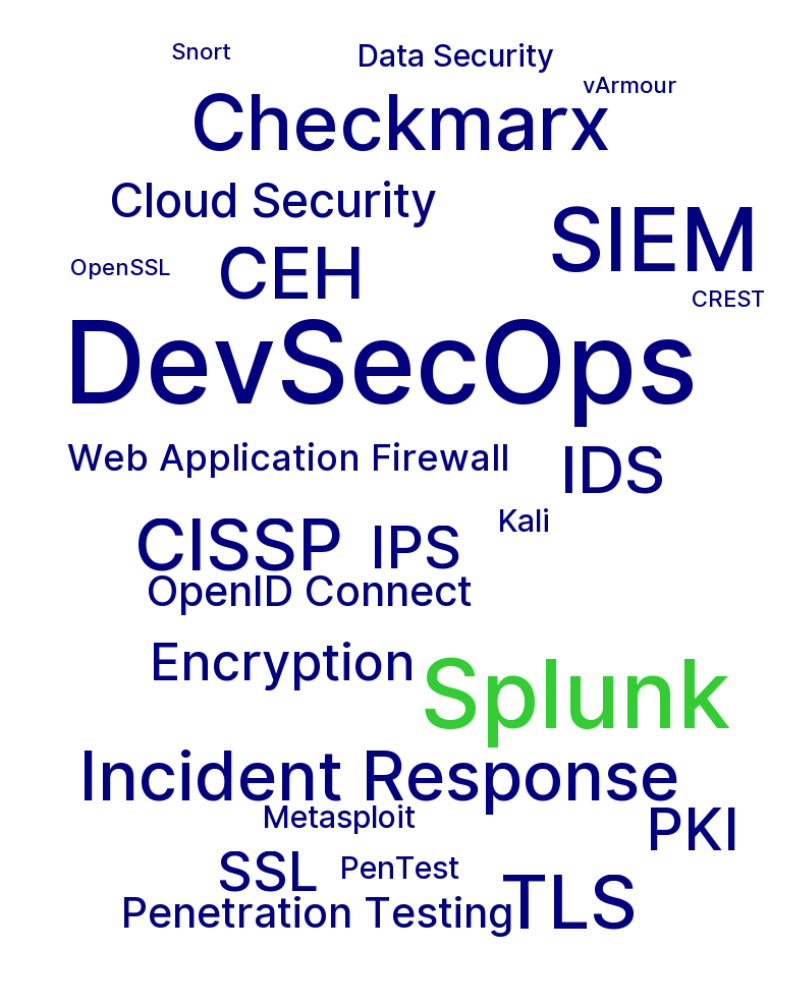 Snort
Data Security
vArmour
Checkmarx
Cloud Security
SIEM
OpenSSL
CEH
CREST
DevSecOps
Web Application Firewall
IDS
Kali
CISSP
IPS
OpenID Connect
Encryption
Splunk
Incident Response
Metasploit
PKI
SSL
PenTest
TLS
Penetration Testing